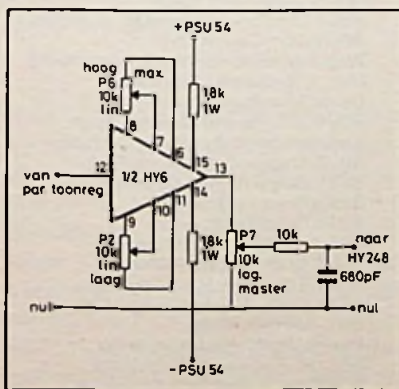 +PSU 54
hoog
P6
10k
lin
max.
8
7
6
1,8k
1W
15
13
van
par toonreg
12
1/2 HY6
14
11
10
9
P2
10k
lin
laag
1,8k
1W
P7
10k
log.
master
10k
naar
HY248
680pF
null
nul
-PSU 54